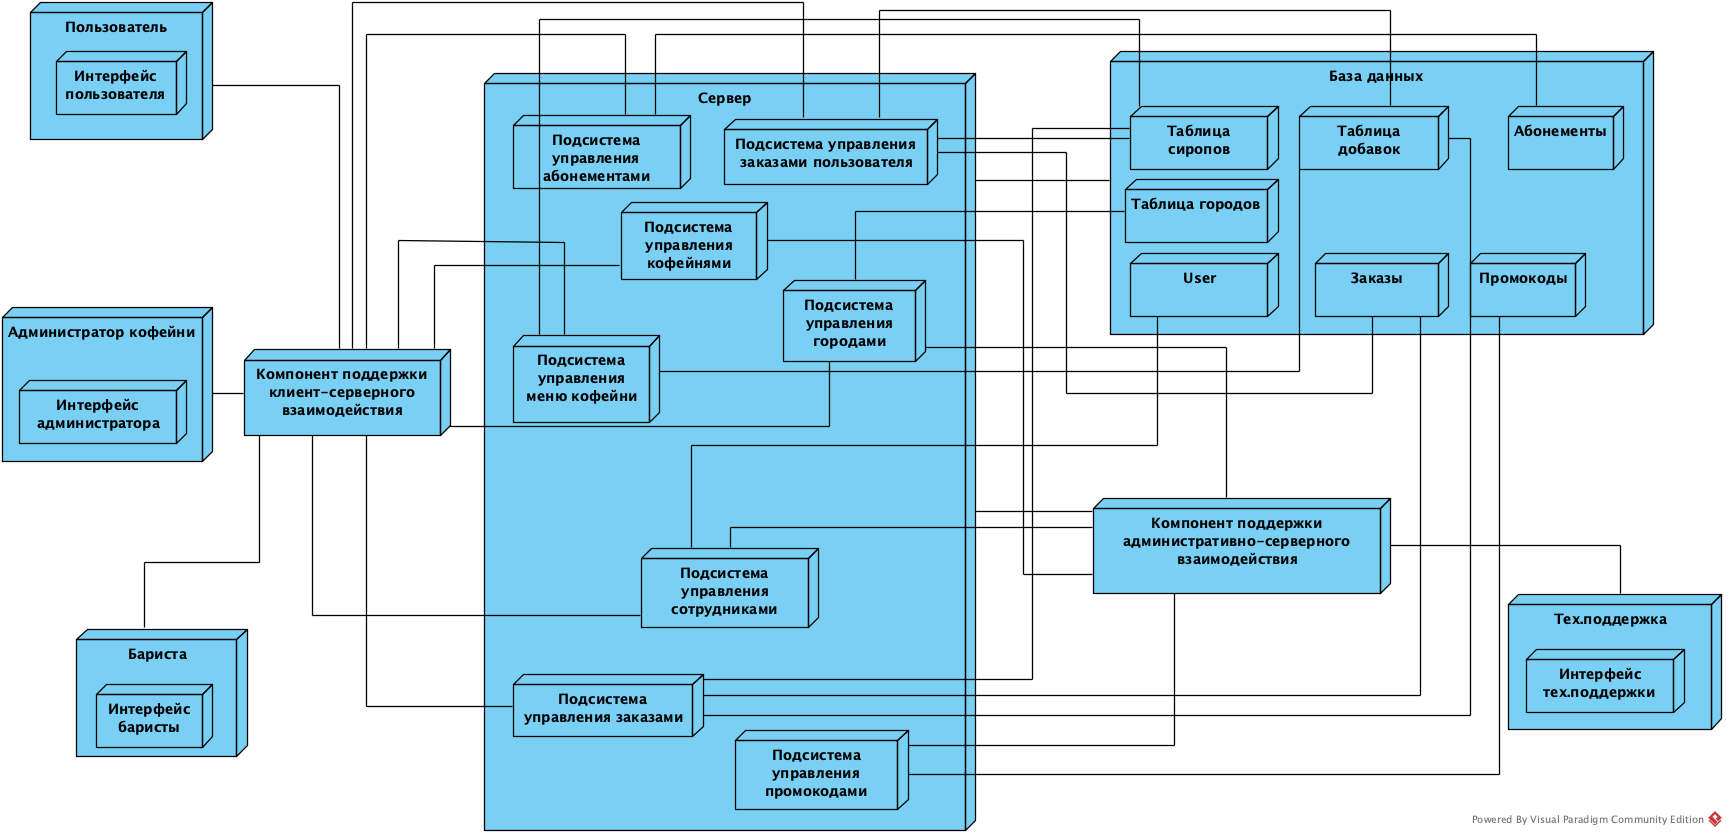 Пользователь
Интерфейс
пользователя
Администратор кофейни
Интерфейс
администратора
Компонент поддержки
клиент-серверного
взаимодействия
Бариста
Интерфейс
баристы
Сервер
Подсистема
управления
абонементами
Подсистема управления
заказами пользователя
Подсистема
управления
кофейнями
Подсистема
управления
городами
Подсистема
управления
меню кофейни
Подсистема
управления
сотрудниками
Подсистема
управления заказами
Подсистема
управления
промокодами
База данных
Таблица
сиропов
Таблица
добавок
Абонементы
Таблица городов
User
Заказы
Промокоды
Компонент поддержки
административно-серверного
взаимодействия
Тех.поддержка
Интерфейс
тех.поддержки
Powered By Visual Paradigm Community Edition